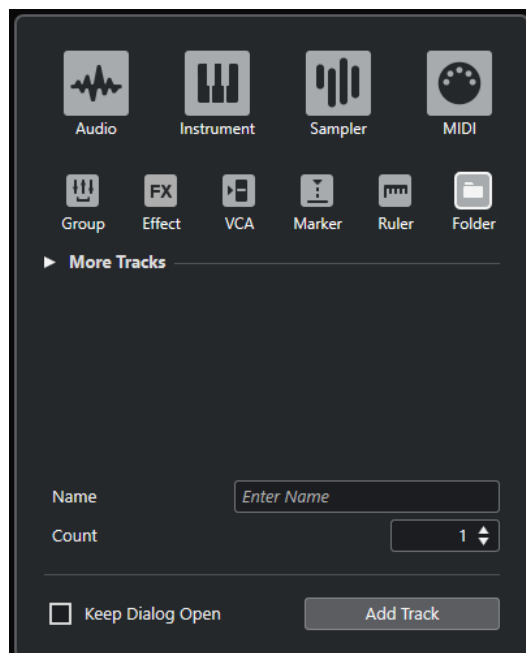 Audio Instrument Sampler MIDI
FX
Group Effect VCA Marker Ruler Folder
More Tracks
Name Enter Name
Count 1
Keep Dialog Open Add Track